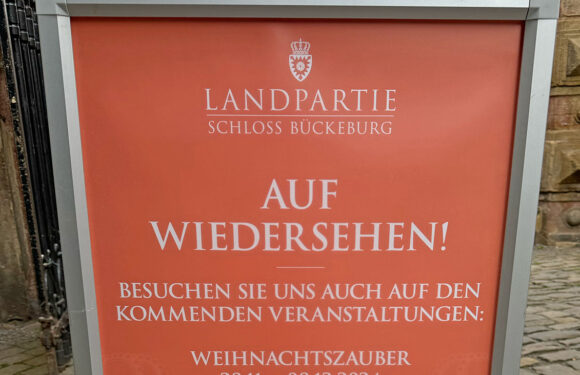 LANDPARTIE
SCHLOSS BÜCKEBURG
AUF
WIEDERSEHEN!
BESUCHEN SIE UNS AUCH AUF DEN
KOMMENDEN VERANSTALTUNGEN:
WEIHNACHTSZAUBER